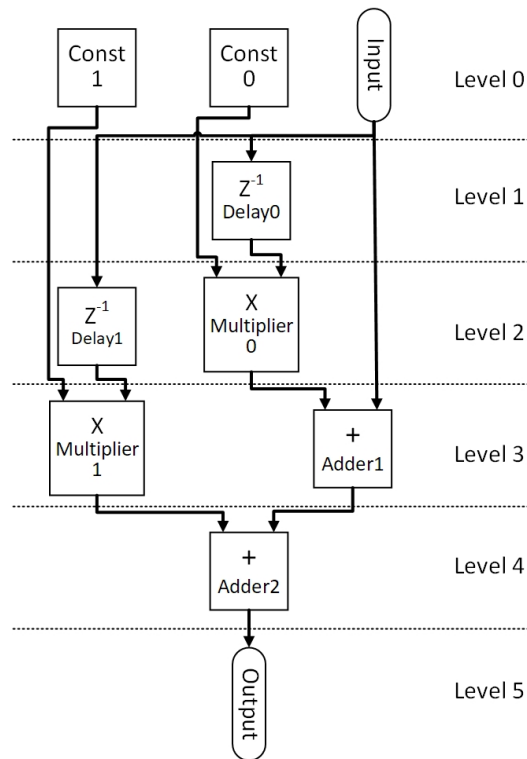 Const
1
Const
0
Input
Level 0
Z-1
Delay0
Level 1
Z-1
Delay1
X
Multiplier
0
Level 2
X
Multiplier
1
+
Adder1
Level 3
+
Adder2
Level 4
Output
Level 5